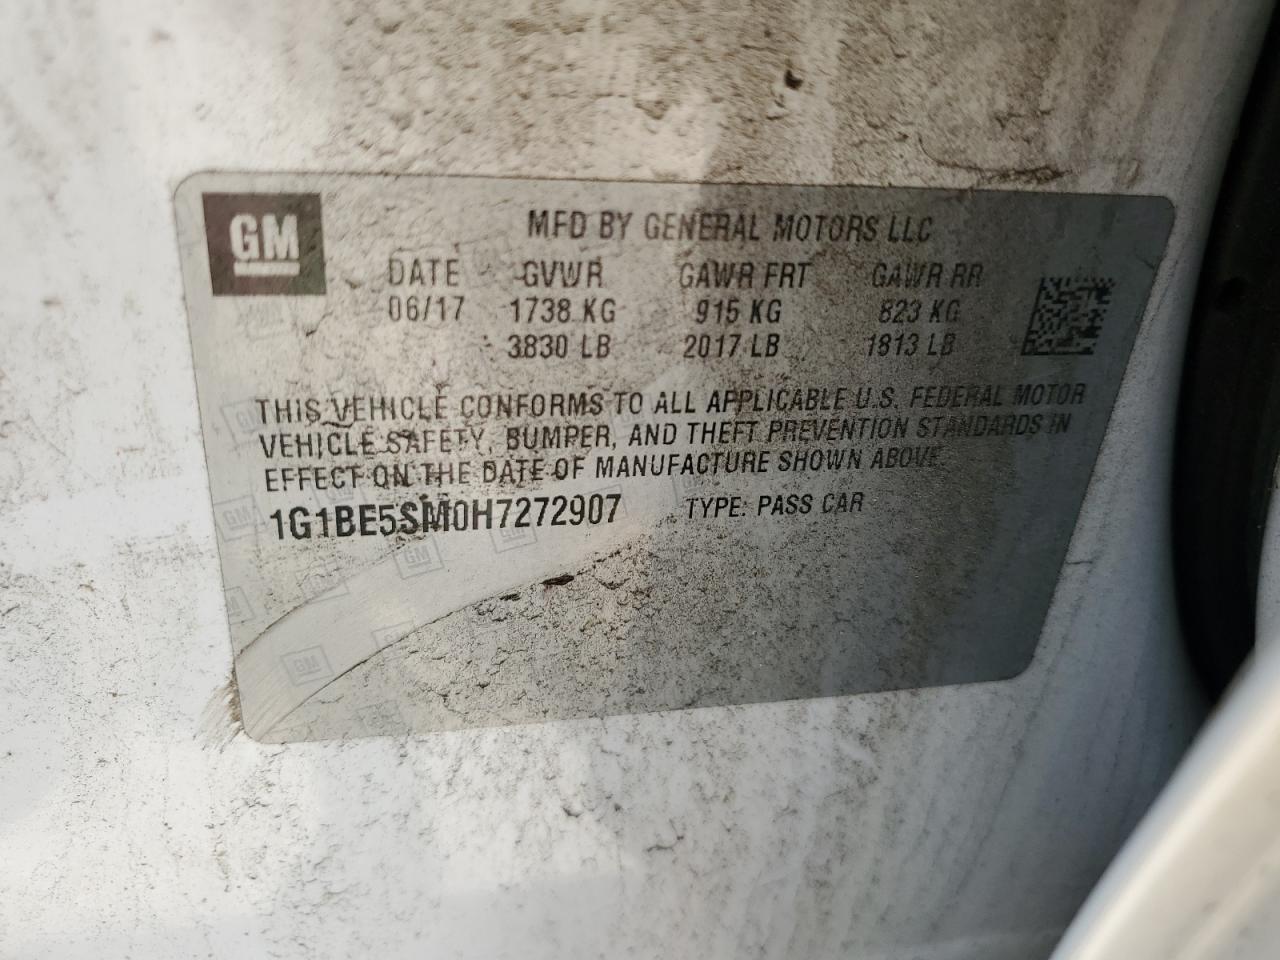 GM
MFD BY GENERAL MOTORS LLC
DATE GVWR GAWR FRT GAWR RR
06/17 1738 KG 915 KG 823 KG
3830 LB 2017 LB 1813 LB
THIS VEHICLE CONFORMS TO ALL APPLICABLE U.S. FEDERAL MOTOR
VEHICLE SAFETY, BUMPER, AND THEFT PREVENTION STANDARDS IN
EFFECT ON THE DATE OF MANUFACTURE SHOWN ABOVE
1G1BE5SM0H7272907 TYPE: PASS CAR
GM
GM